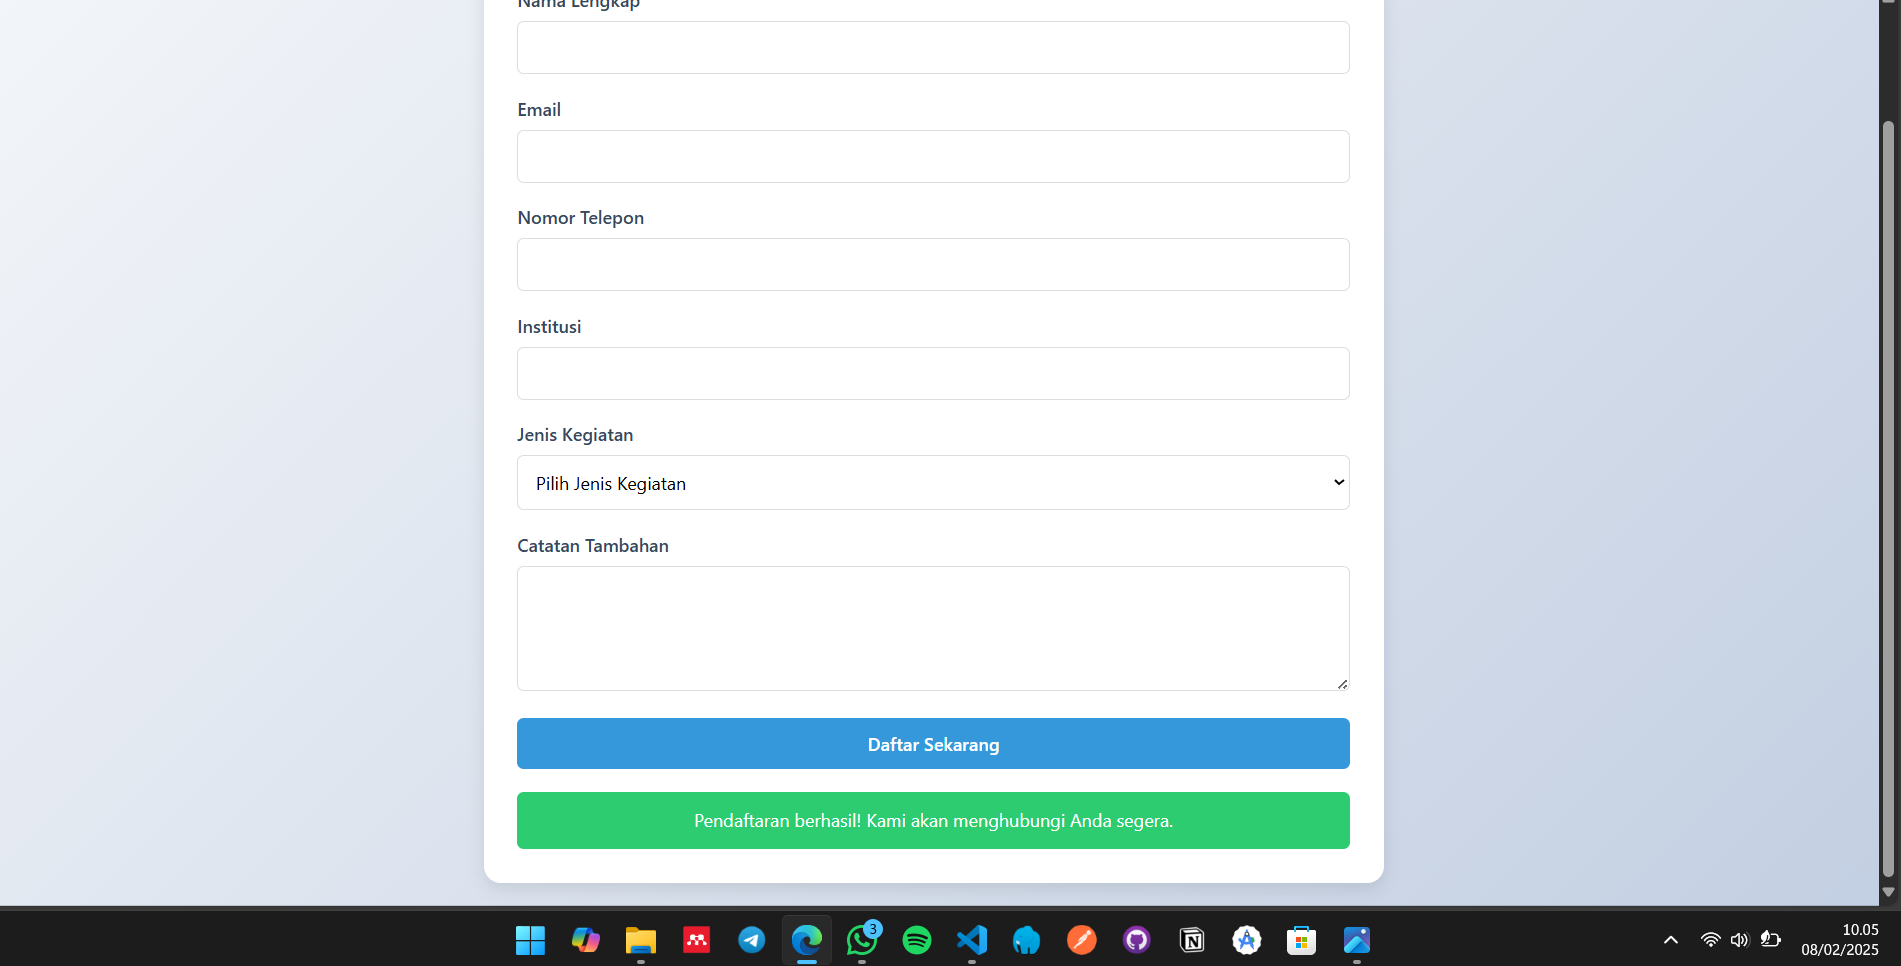 Nama Lengkap
Email
Nomor Telepon
Institusi
Jenis Kegiatan
Pilih Jenis Kegiatan
Catatan Tambahan
Daftar Sekarang
Pendaftaran berhasil! Kami akan menghubungi Anda segera.
3
10.05
08/02/2025